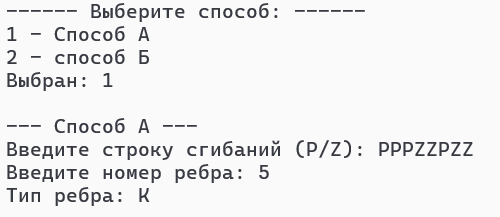 ------ Выберите способ: ------
1 - Способ А
2 - способ Б
Выбран: 1

--- Способ А ---
Введите строку сгибаний (P/Z): PPPZZPZZ
Введите номер ребра: 5
Тип ребра: К